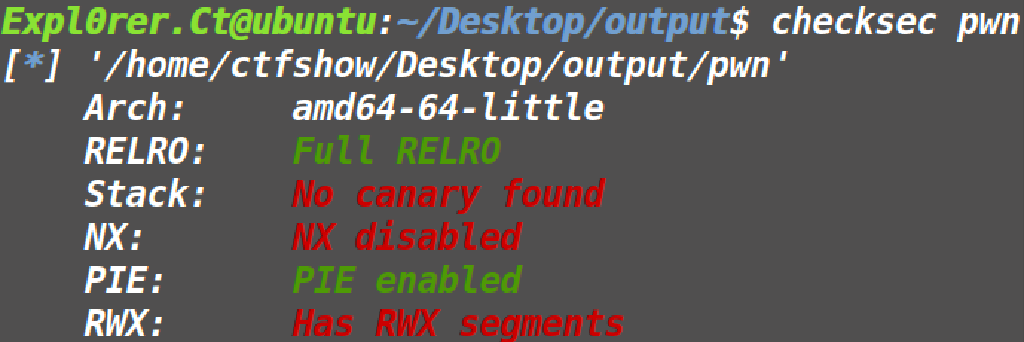 Expl0rer.Ct@ubuntu:~/Desktop/output$ checksec pwn
[*] '/home/ctfshow/Desktop/output/pwn'
    Arch:     amd64-64-little
    RELRO:    Full RELRO
    Stack:    No canary found
    NX:       NX disabled
    PIE:      PIE enabled
    RWX:      Has RWX segments